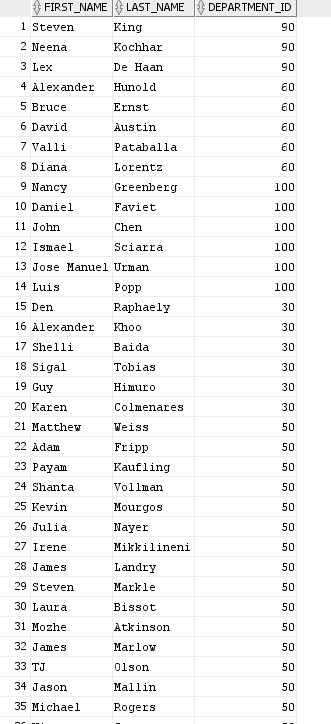 FIRST_NAME LAST_NAME DEPARTMENT_ID
1 Steven King 90
2 Neena Kochhar 90
3 Lex De Haan 90
4 Alexander Hunold 60
5 Bruce Ernst 60
6 David Austin 60
7 Valli Pataballa 60
8 Diana Lorentz 60
9 Nancy Greenberg 100
10 Daniel Faviet 100
11 John Chen 100
12 Ismael Sciarra 100
13 Jose Manuel Urman 100
14 Luis Popp 100
15 Den Raphaely 30
16 Alexander Khoo 30
17 Shelli Baida 30
18 Sigal Tobias 30
19 Guy Himuro 30
20 Karen Colmenares 30
21 Matthew Weiss 50
22 Adam Fripp 50
23 Payam Kaufling 50
24 Shanta Vollman 50
25 Kevin Mourgos 50
26 Julia Nayer 50
27 Irene Mikkilineni 50
28 James Landry 50
29 Steven Markle 50
30 Laura Bissot 50
31 Mozhe Atkinson 50
32 James Marlow 50
33 TJ Olson 50
34 Jason Mallin 50
35 Michael Rogers 50